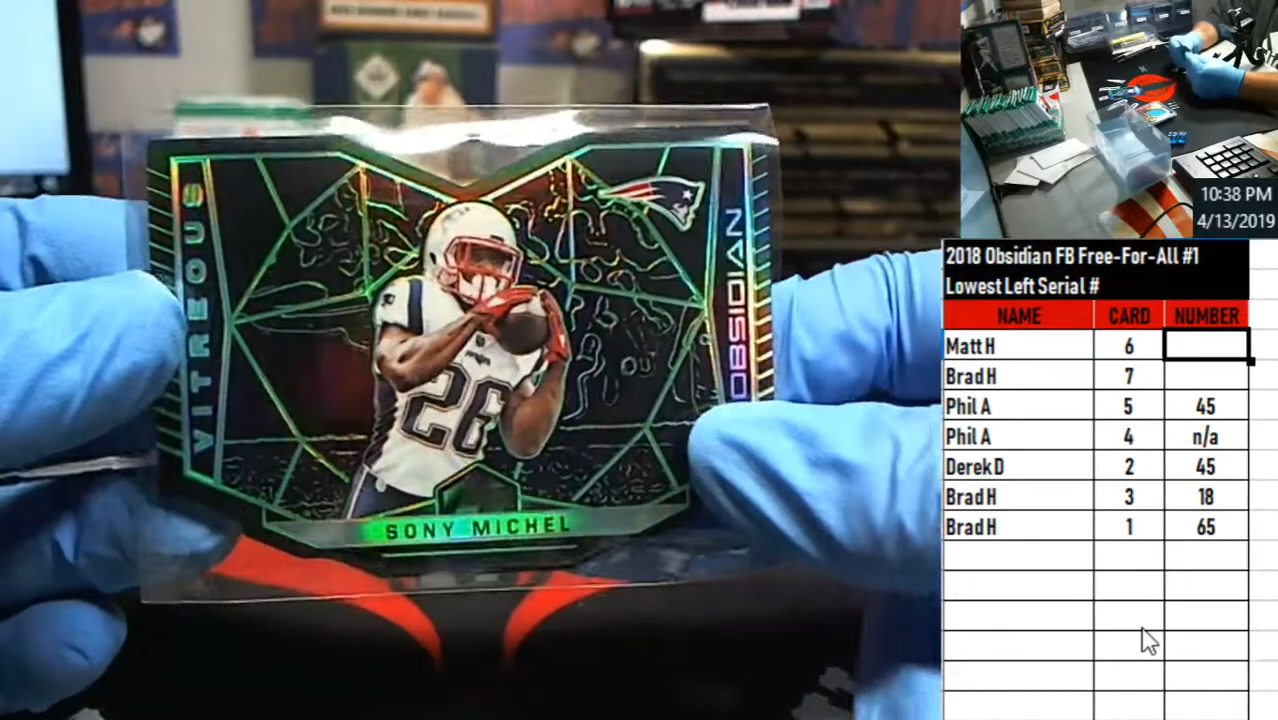 VITREOUS
OBSIDIAN
26
SONY MICHEL
10:38 PM
4/13/2019
2018 Obsidian FB Free-For-All #1
Lowest Left Serial #
NAME CARD NUMBER
Matt H 6
Brad H 7
Phil A 5 45
Phil A 4 n/a
Derek D 2 45
Brad H 3 18
Brad H 1 65